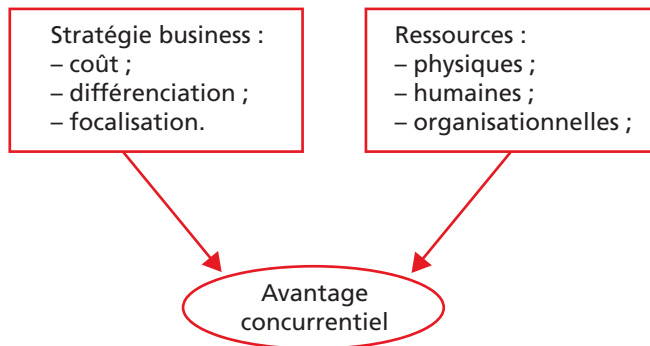 Stratégie business :
– coût ;
– différenciation ;
– focalisation.
Ressources :
– physiques ;
– humaines ;
– organisationnelles ;
Avantage
concurrentiel